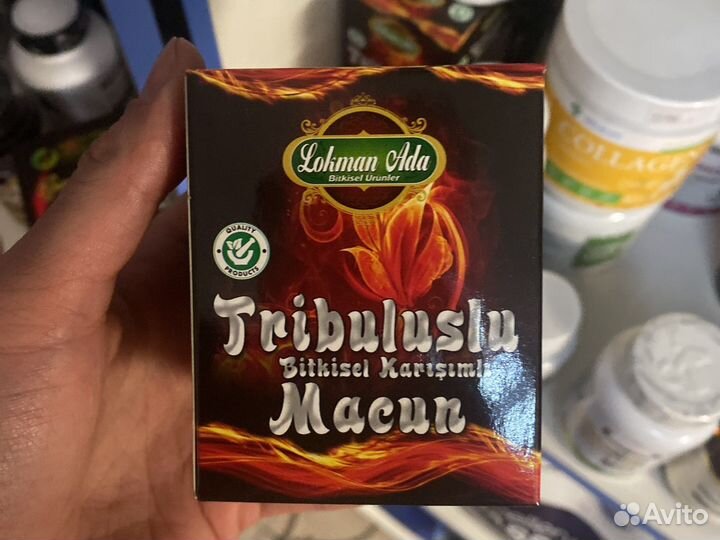 Lokman Ada
Bitkisel Ürünler
QUALITY
PRODUCTS
Tribuluslu
Bitkisel Karışımlı
Macun
COLLAGEN
Avito